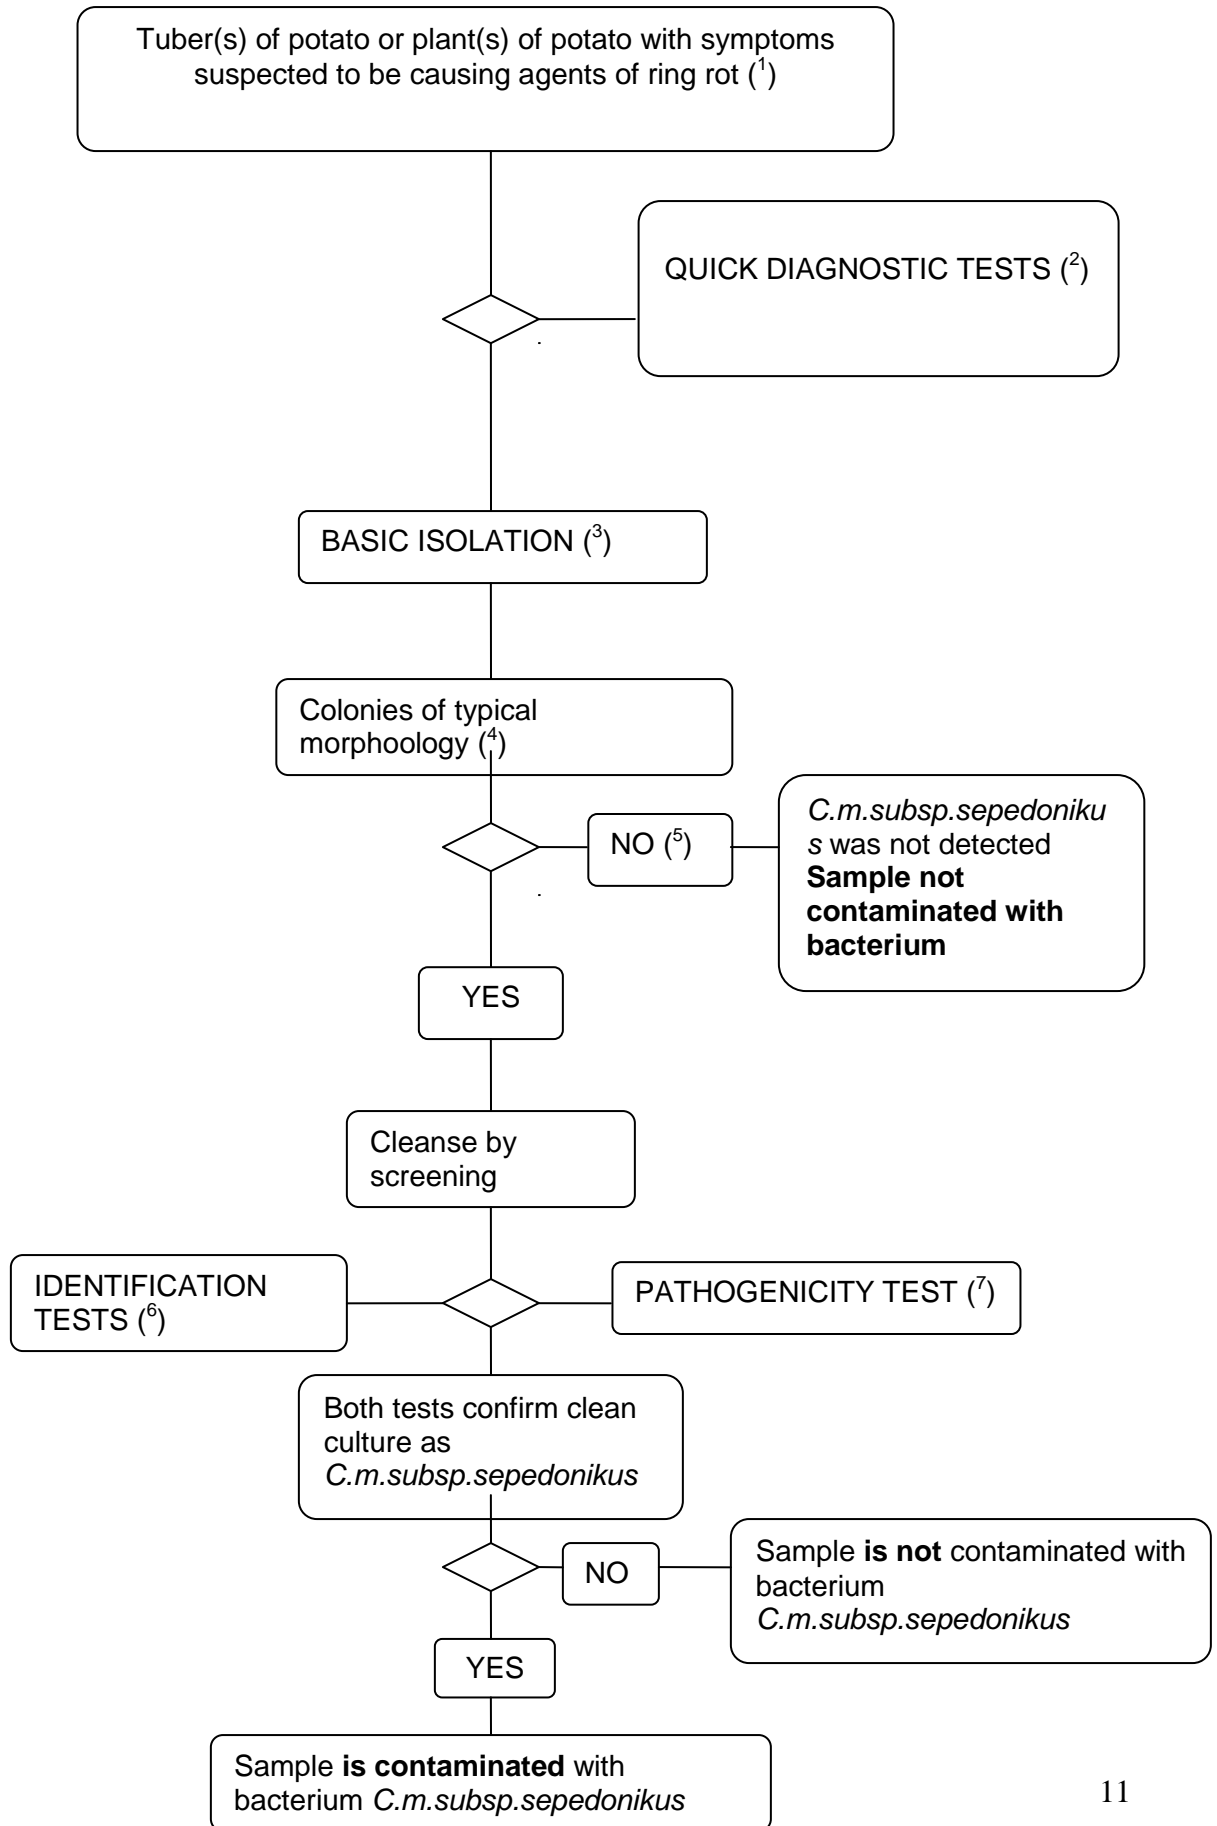 Tuber(s) of potato or plant(s) of potato with symptoms
suspected to be causing agents of ring rot (1)
QUICK DIAGNOSTIC TESTS (2)
BASIC ISOLATION (3)
Colonies of typical
morphoology (4)
NO (5)
C.m.subsp.sepedoniku
s was not detected
Sample not
contaminated with
bacterium
YES
Cleanse by
screening
IDENTIFICATION
TESTS (6)
PATHOGENICITY TEST (7)
Both tests confirm clean
culture as
C.m.subsp.sepedonikus
NO
Sample is not contaminated with
bacterium
C.m.subsp.sepedonikus
YES
Sample is contaminated with
bacterium C.m.subsp.sepedonikus
11